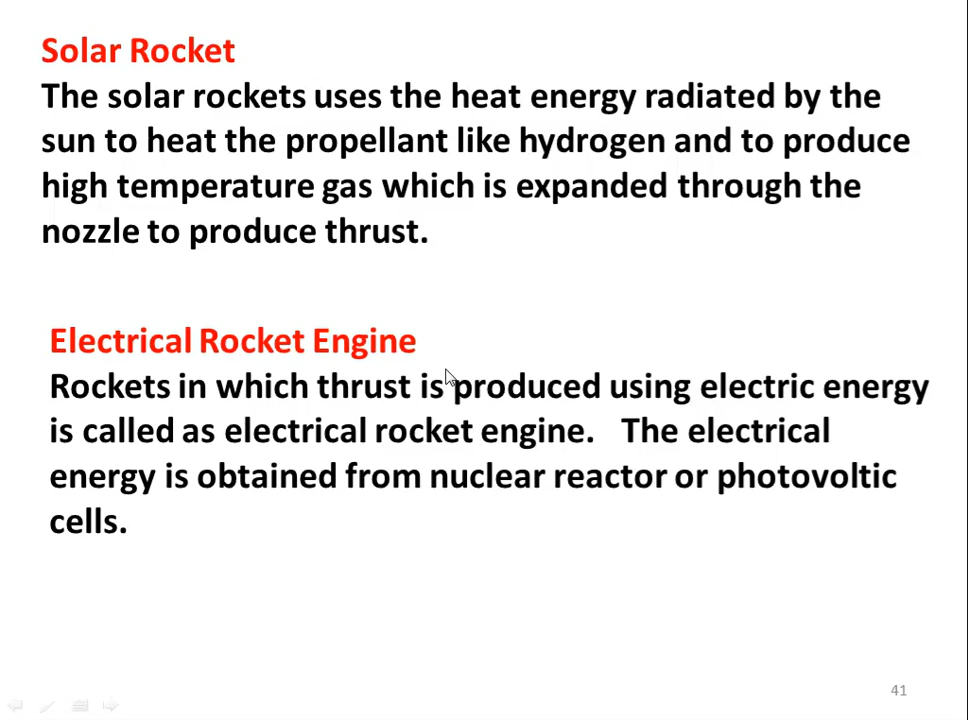 Solar Rocket
The solar rockets uses the heat energy radiated by the
sun to heat the propellant like hydrogen and to produce
high temperature gas which is expanded through the
nozzle to produce thrust.
Electrical Rocket Engine
Rockets in which thrust is produced using electric energy
is called as electrical rocket engine.   The electrical
energy is obtained from nuclear reactor or photovoltic
cells.
41